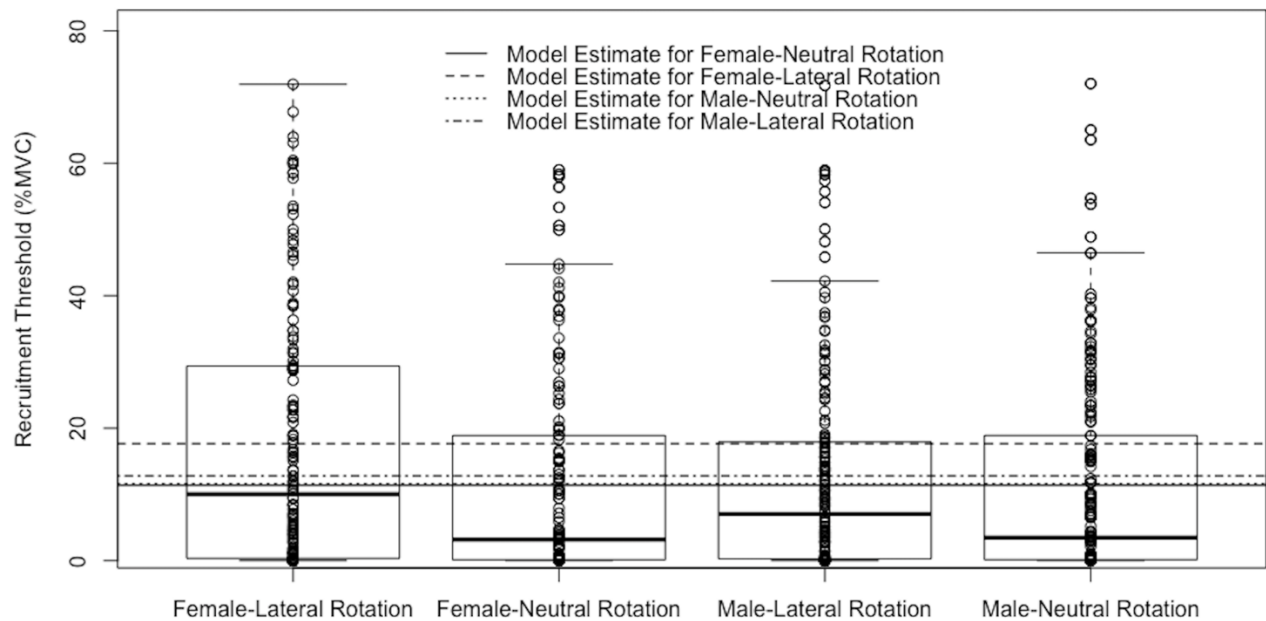 80
60
40
20
0
Recruitment Threshold (%MVC)
Model Estimate for Female-Neutral Rotation
Model Estimate for Female-Lateral Rotation
Model Estimate for Male-Neutral Rotation
Model Estimate for Male-Lateral Rotation
Female-Lateral Rotation
Female-Neutral Rotation
Male-Lateral Rotation
Male-Neutral Rotation